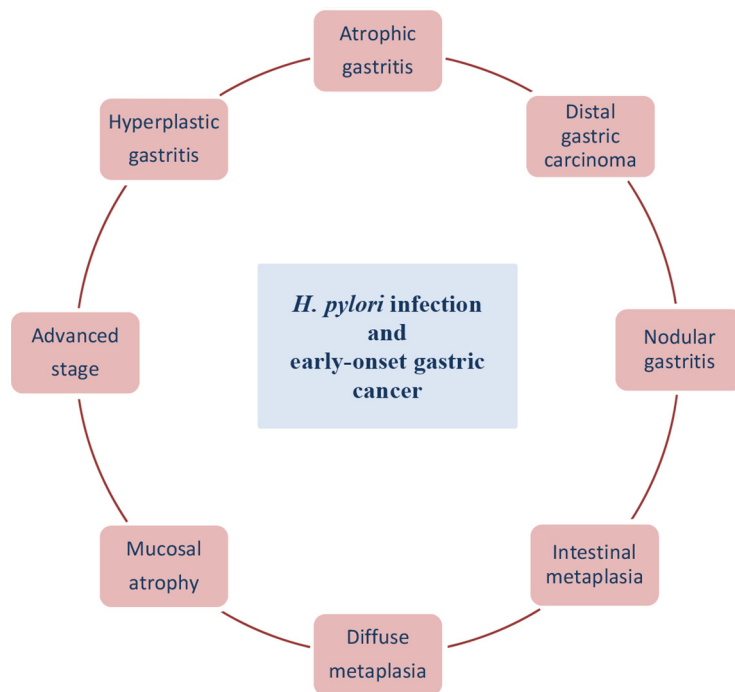 Atrophic
gastritis
Distal
gastric
carcinoma
Nodular
gastritis
Intestinal
metaplasia
Diffuse
metaplasia
Mucosal
atrophy
Advanced
stage
Hyperplastic
gastritis
H. pylori infection
and
early-onset gastric
cancer